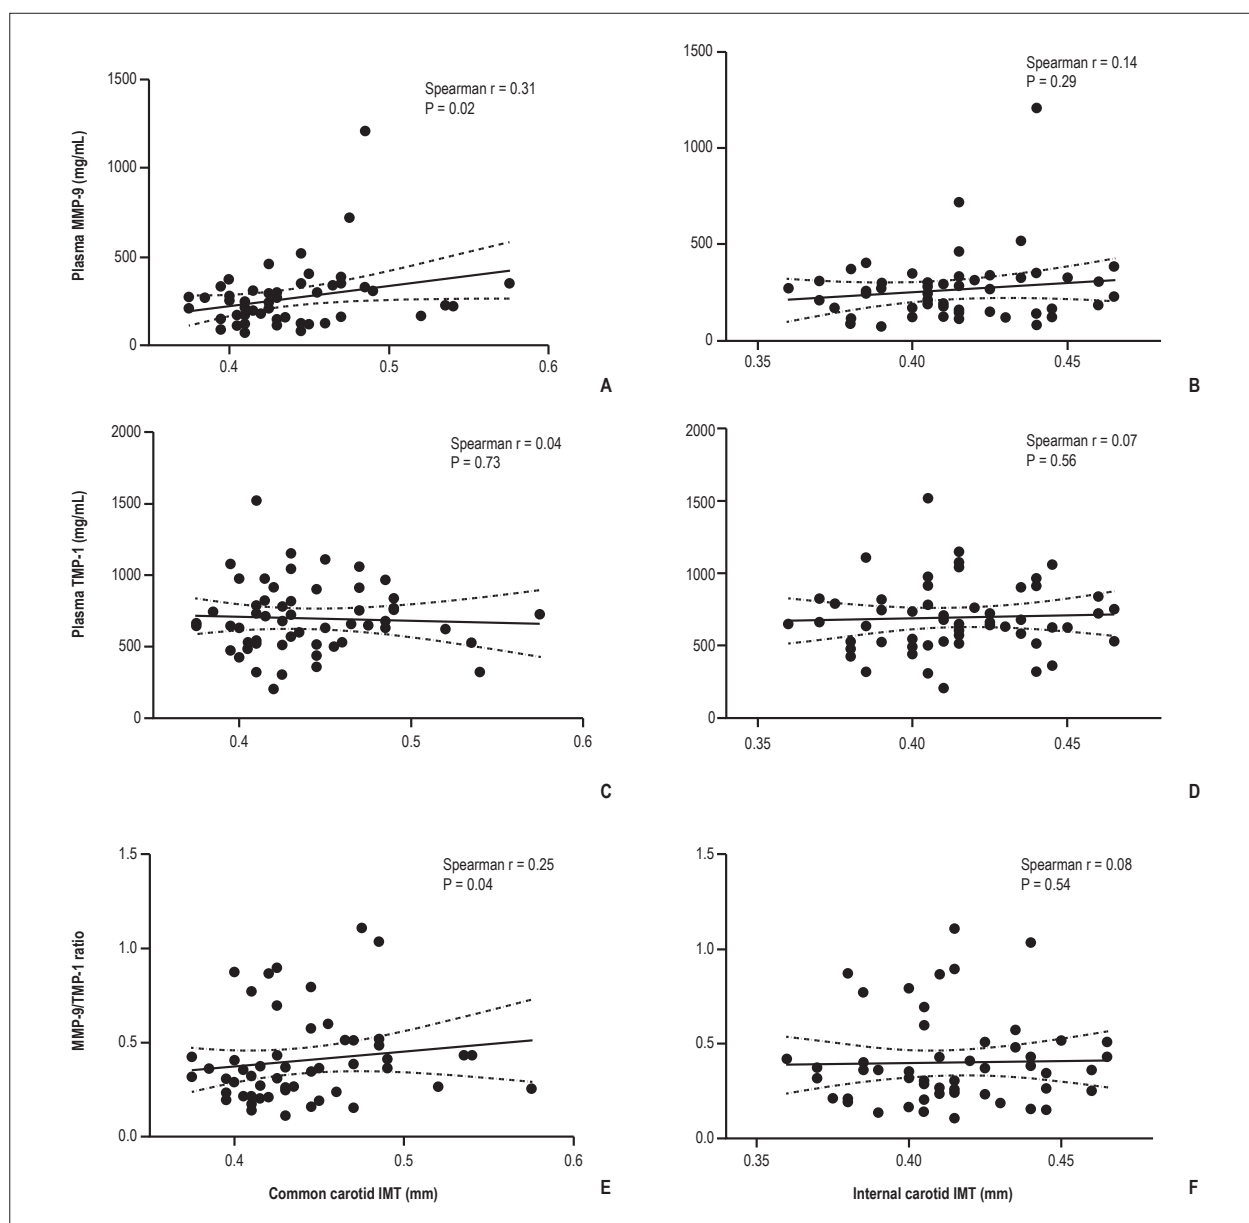 Plasma MMP-9 (mg/mL)
1500
1000
500
0
Spearman r = 0.31
P = 0.02
0.4
0.5
0.6
A
1500
1000
500
0
Spearman r = 0.14
P = 0.29
0.35
0.40
0.45
B
Plasma TMP-1 (mg/mL)
2000
1500
1000
500
0
Spearman r = 0.04
P = 0.73
0.4
0.5
0.6
C
2000
1500
1000
500
0
Spearman r = 0.07
P = 0.56
0.35
0.40
0.45
D
MMP-9/TMP-1 ratio
1.5
1.0
0.5
0.0
Spearman r = 0.25
P = 0.04
0.4
0.5
0.6
Common carotid IMT (mm)
E
1.5
1.0
0.5
0.0
Spearman r = 0.08
P = 0.54
0.35
0.40
0.45
Internal carotid IMT (mm)
F